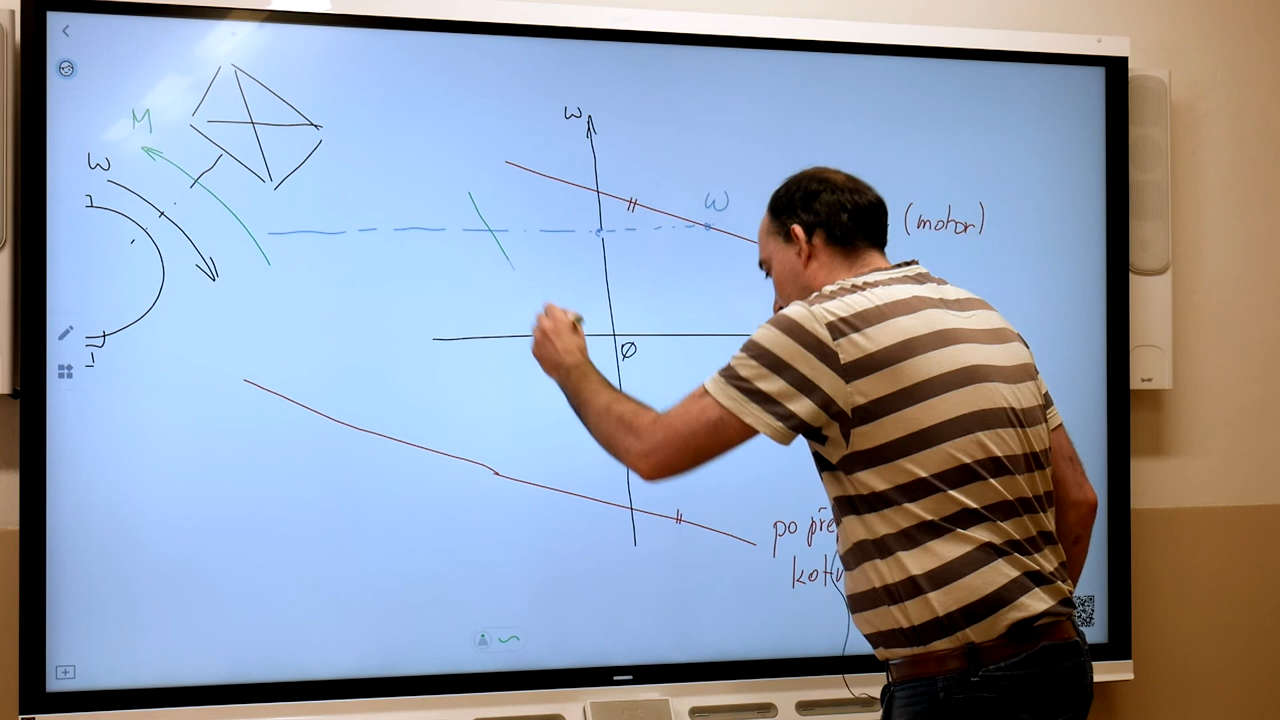 M
ω
ω
ω
(motor)
Ø
po pře
kotv